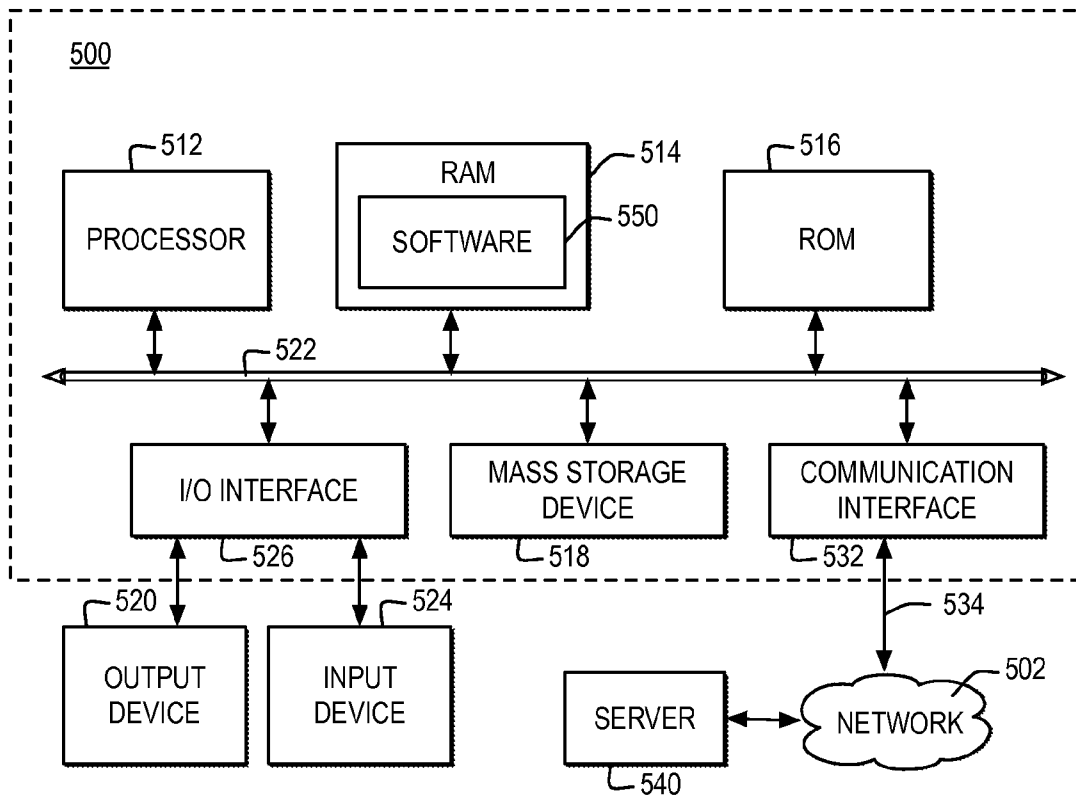 500
512
514
516
RAM
550
PROCESSOR
SOFTWARE
ROM
522
I/O INTERFACE
MASS STORAGE
DEVICE
COMMUNICATION
INTERFACE
526
518
532
520
524
534
OUTPUT
DEVICE
INPUT
DEVICE
SERVER
502
NETWORK
540